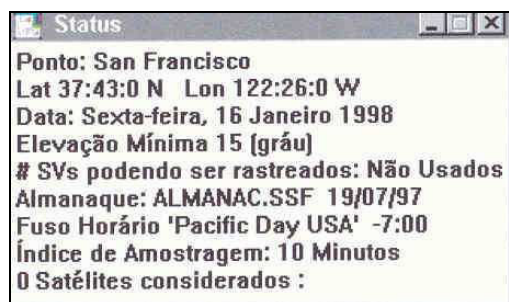 Status
Ponto: San Francisco
Lat 37:43:0 N Lon 122:26:0 W
Data: Sexta-feira, 16 Janeiro 1998
Elevação Mínima 15 (gráu)
# SVs podendo ser rastreados: Não Usados
Almanaque: ALMANAC.SSF 19/07/97
Fuso Horário 'Pacific Day USA' -7:00
Índice de Amostragem: 10 Minutos
0 Satélites considerados :